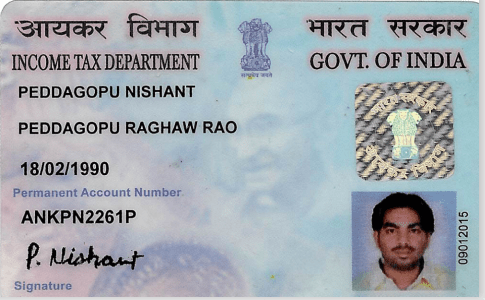 आयकर विभाग
भारत सरकार
INCOME TAX DEPARTMENT
GOVT. OF INDIA
सत्यमेव जयते
PEDDAGOPU NISHANT
PEDDAGOPU RAGHAW RAO
18/02/1990
Permanent Account Number
ANKPN2261P
P. Nishant
Signature
09012015